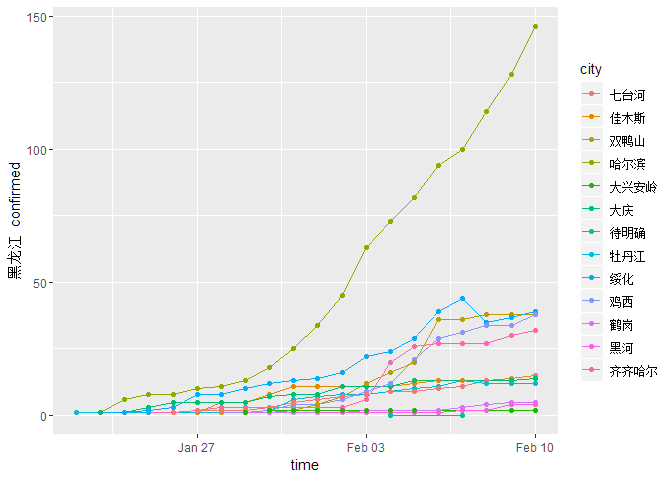 150
100
50
0
黑龙江 confirmed
Jan 27
Feb 03
Feb 10
time
city
七台河
佳木斯
双鸭山
哈尔滨
大兴安岭
大庆
待明确
牡丹江
绥化
鸡西
鹤岗
黑河
齐齐哈尔